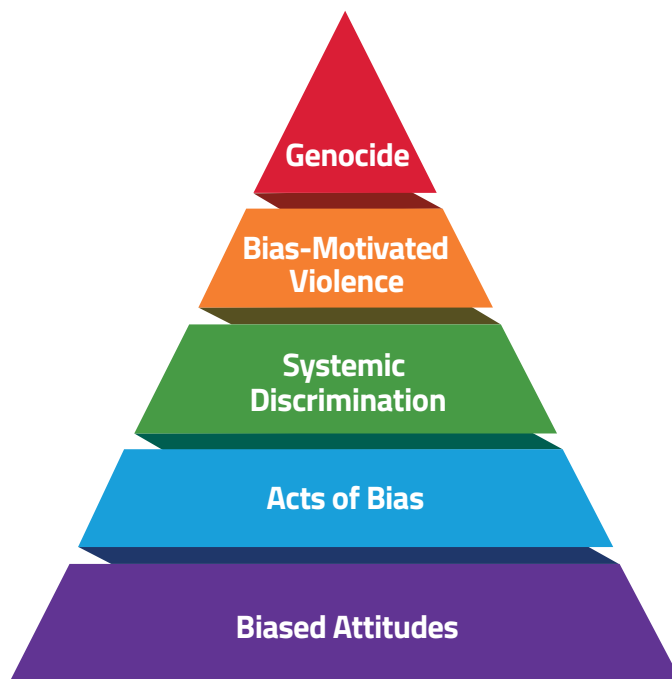 Genocide
Bias-Motivated
Violence
Systemic
Discrimination
Acts of Bias
Biased Attitudes